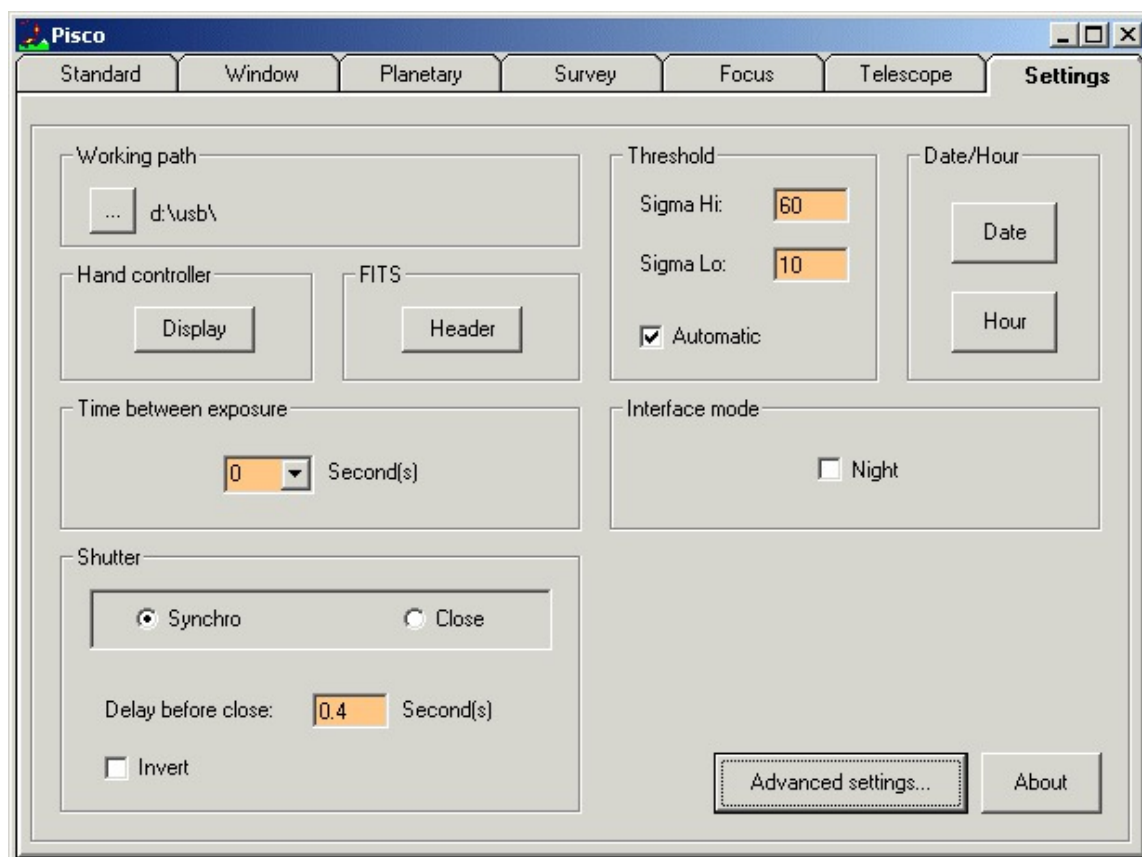 Pisco
Standard Window Planetary Survey Focus Telescope Settings
Working path
... d:\usb\
Threshold
Sigma Hi: 60
Sigma Lo: 10
Automatic
Date/Hour
Date
Hour
Hand controller
Display
FITS
Header
Time between exposure
0 Second(s)
Interface mode
Night
Shutter
Synchro Close
Delay before close: 0.4 Second(s)
Invert
Advanced settings... About